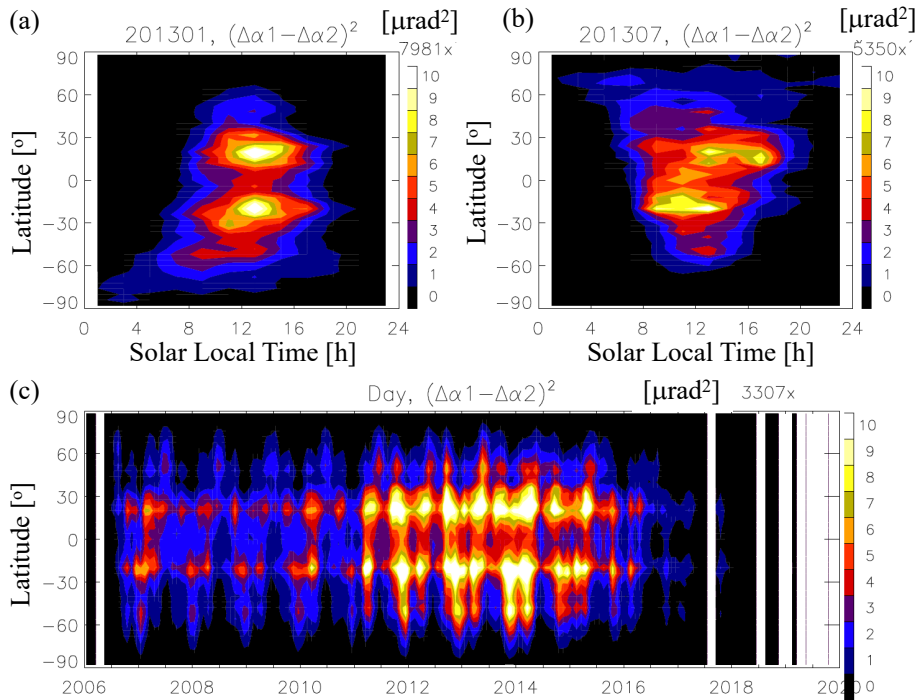 (a)
201301, (Δα1−Δα2)²
[μrad²]
7981x
90
60
30
0
−30
−60
−90
Latitude [°]
0 4 8 12 16 20 24
Solar Local Time [h]
10
9
8
7
6
5
4
3
2
1
0
(b)
201307, (Δα1−Δα2)²
[μrad²]
5350x
90
60
30
0
−30
−60
−90
Latitude [°]
0 4 8 12 16 20 24
Solar Local Time [h]
10
9
8
7
6
5
4
3
2
1
0
(c)
Day, (Δα1−Δα2)²
[μrad²]
3307x
90
60
30
0
−30
−60
−90
Latitude [°]
2006 2008 2010 2012 2014 2016 2018
10
9
8
7
6
5
4
3
2
1
0